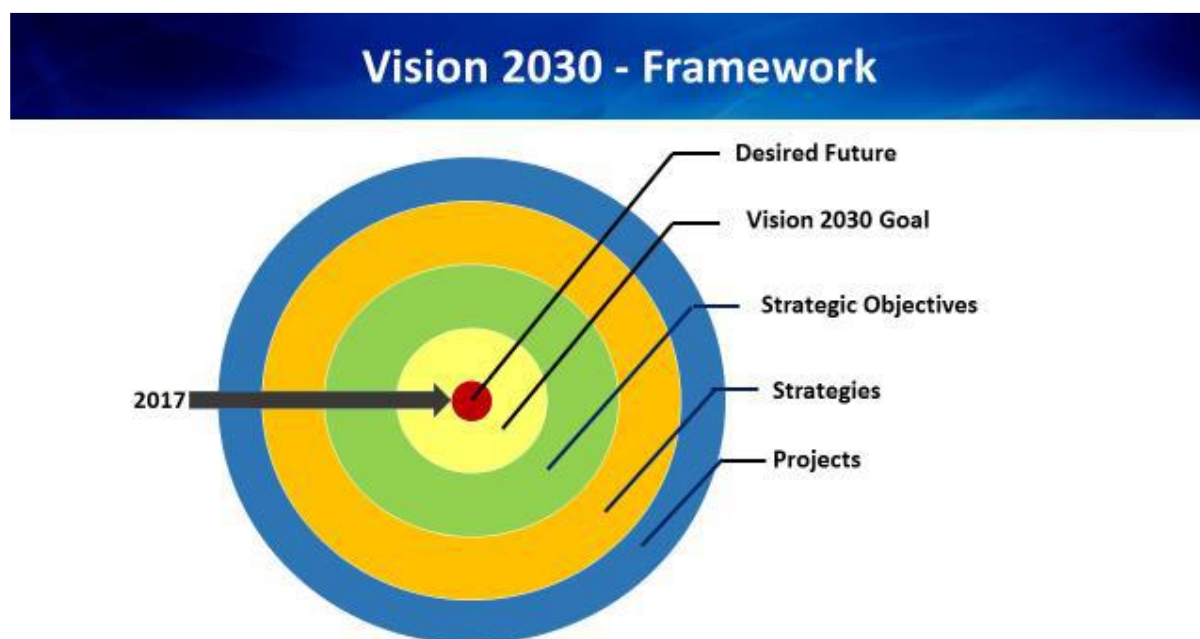 Vision 2030 - Framework
Desired Future
Vision 2030 Goal
Strategic Objectives
2017
Strategies
Projects